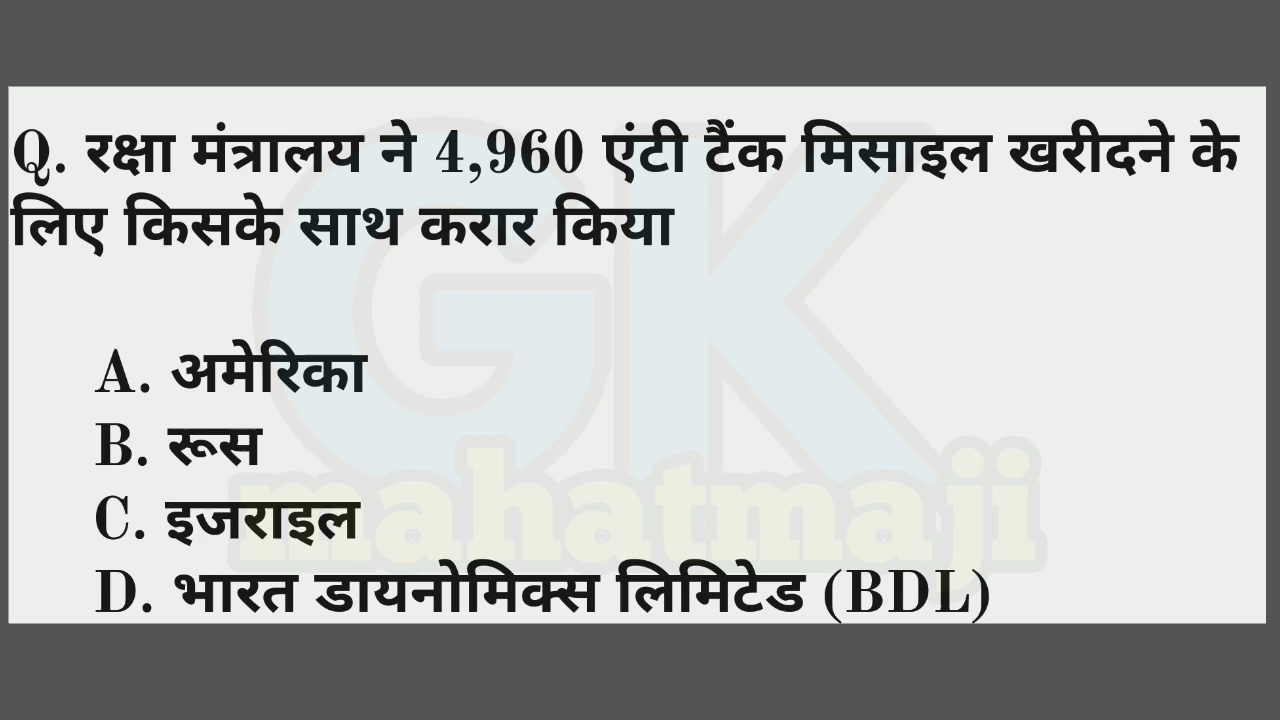 Q. रक्षा मंत्रालय ने 4,960 एंटी टैंक मिसाइल खरीदने के
लिए किसके साथ करार किया
A. अमेरिका
B. रूस
C. इजराइल
D. भारत डायनोमिक्स लिमिटेड (BDL)
GK
mahatmaji